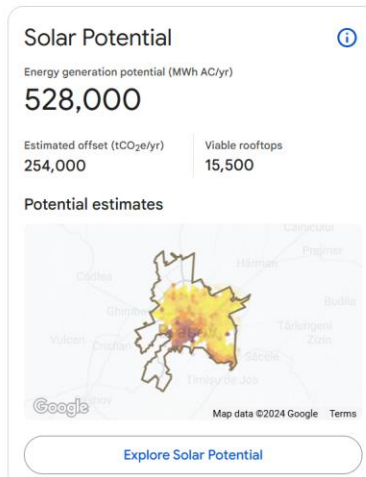 Solar Potential
Energy generation potential (MWh AC/yr)
528,000
Estimated offset (tCO₂e/yr)
Viable rooftops
254,000
15,500
Potential estimates
Hărman
Prejmer
Codlea
Budila
Vulcan
Cristian
Tărlungeni
Zizin
Săcele
Timișu de Jos
Google
Map data ©2024 Google
Terms
Explore Solar Potential